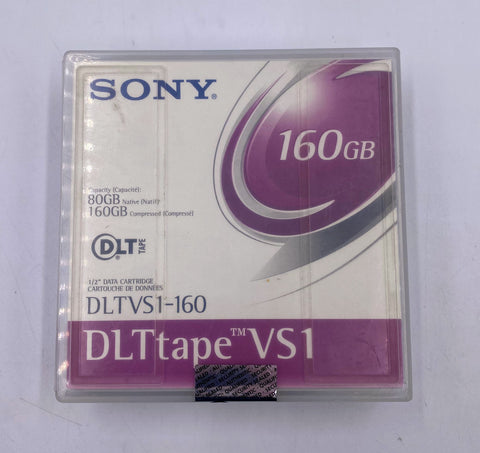 SONY®
160GB
Capacity (Capacité):
80GB Native (Natif)
160GB Compressed (Compressé)
DLT TAPE
1/2" DATA CARTRIDGE
CARTOUCHE DE DONNÉES
DLTVS1-160
DLTtape™ VS1